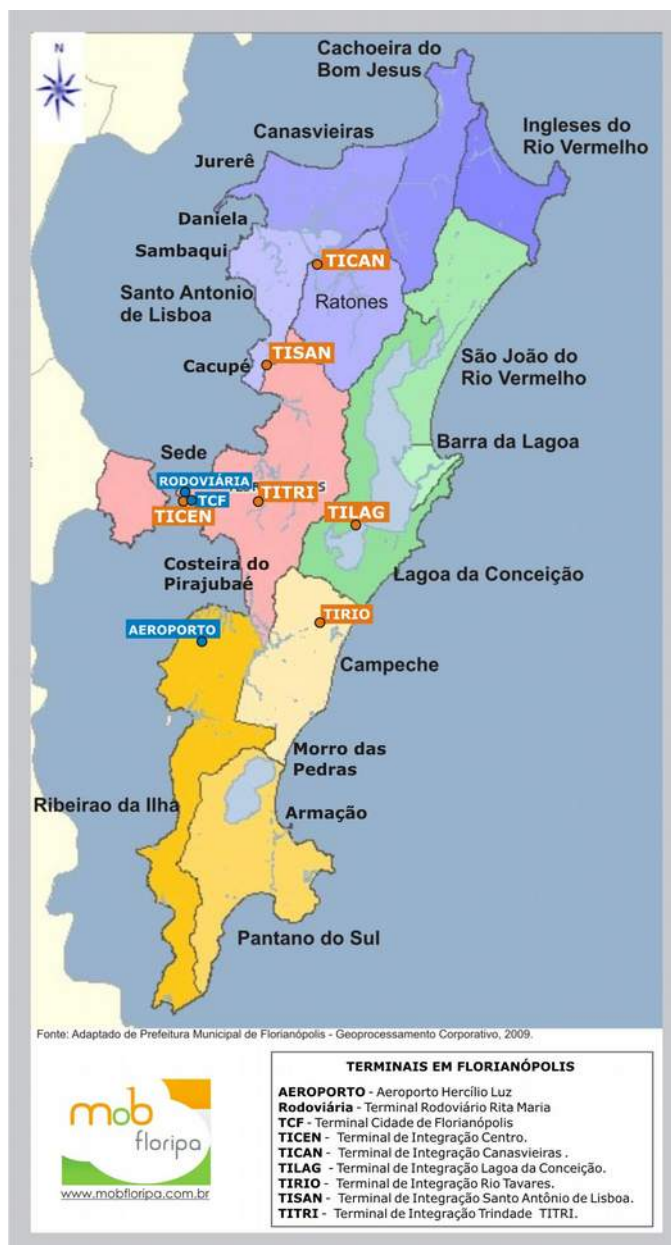 N
Cachoeira do
Bom Jesus
Canasvieiras
Ingleses do
Rio Vermelho
Jurerê
Daniela
Sambaqui
TICAN
Santo Antonio
de Lisboa
Ratones
TISAN
Cacupé
São João do
Rio Vermelho
Barra da Lagoa
Sede
RODOVIÁRIA
TCF
TICEN
TITRI
TILAG
Costeira do
Pirajubaé
Lagoa da Conceição
TIRIO
AEROPORTO
Campeche
Morro das
Pedras
Ribeirao da Ilha
Armação
Pantano do Sul
Fonte: Adaptado de Prefeitura Municipal de Florianópolis - Geoprocessamento Corporativo, 2009.
mob
floripa
www.mobfloripa.com.br
TERMINAIS EM FLORIANÓPOLIS
AEROPORTO - Aeroporto Hercílio Luz
Rodoviária - Terminal Rodoviário Rita Maria
TCF - Terminal Cidade de Florianópolis
TICEN - Terminal de Integração Centro.
TICAN - Terminal de Integração Canasvieiras .
TILAG - Terminal de Integração Lagoa da Conceição.
TIRIO - Terminal de Integração Rio Tavares.
TISAN - Terminal de Integração Santo Antônio de Lisboa.
TITRI - Terminal de Integração Trindade TITRI.